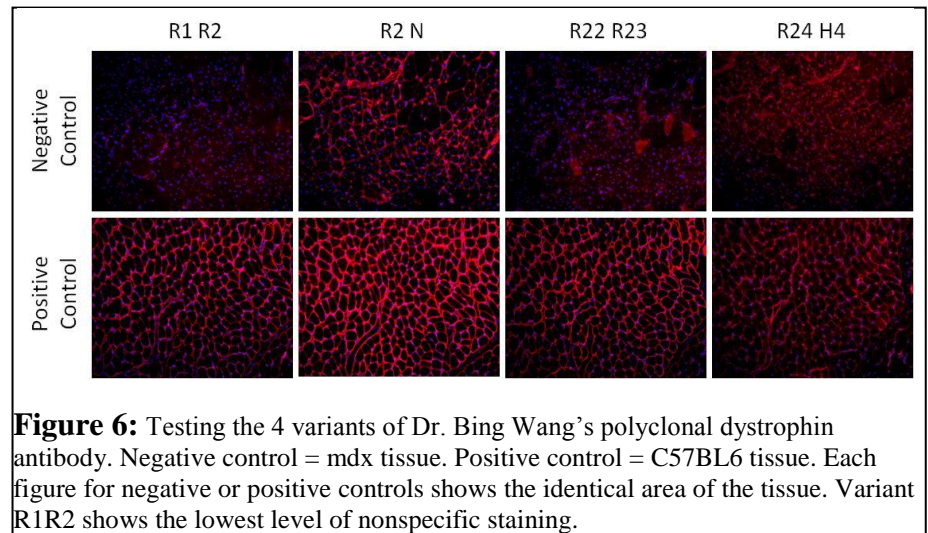 R1 R2 R2 N R22 R23 R24 H4
Negative
Control
Positive
Control
Figure 6: Testing the 4 variants of Dr. Bing Wang’s polyclonal dystrophin
antibody. Negative control = mdx tissue. Positive control = C57BL6 tissue. Each
figure for negative or positive controls shows the identical area of the tissue. Variant
R1R2 shows the lowest level of nonspecific staining.